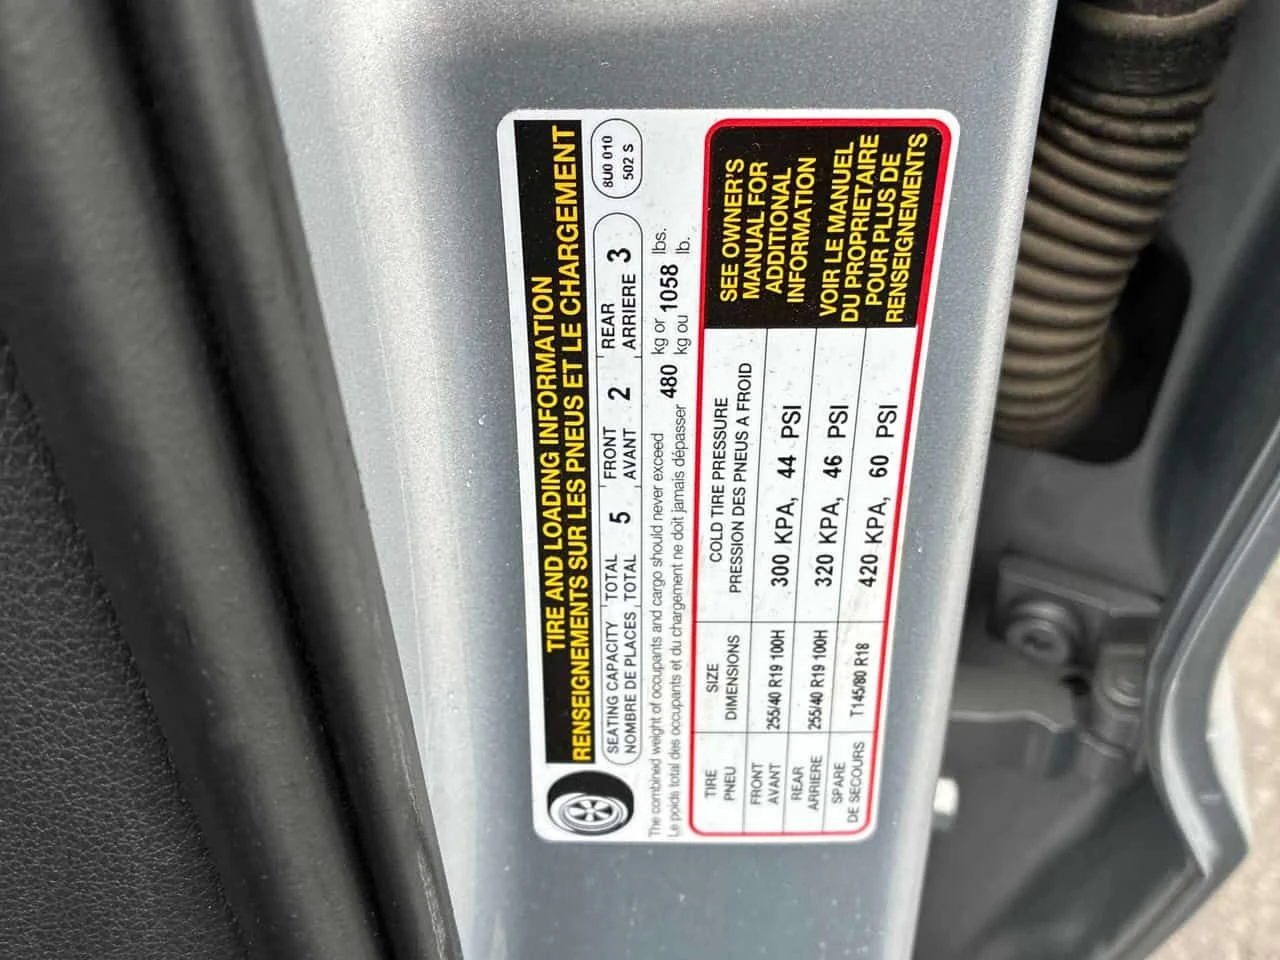 TIRE AND LOADING INFORMATION
RENSEIGNEMENTS SUR LES PNEUS ET LE CHARGEMENT
SEATING CAPACITY TOTAL 5 FRONT 2 REAR 3
NOMBRE DE PLACES TOTAL AVANT ARRIERE
8U0 010
502 S
The combined weight of occupants and cargo should never exceed 480 kg or 1058 lbs.
Le poids total des occupants et du chargement ne doit jamais dépasser kg ou lb.
TIRE SIZE COLD TIRE PRESSURE
PNEU DIMENSIONS PRESSION DES PNEUS A FROID
FRONT
AVANT 255/40 R19 100H 300 KPA, 44 PSI
REAR
ARRIERE 255/40 R19 100H 320 KPA, 46 PSI
SPARE
DE SECOURS T145/80 R18 420 KPA, 60 PSI
SEE OWNER'S
MANUAL FOR
ADDITIONAL
INFORMATION
VOIR LE MANUEL
DU PROPRIETAIRE
POUR PLUS DE
RENSEIGNEMENTS